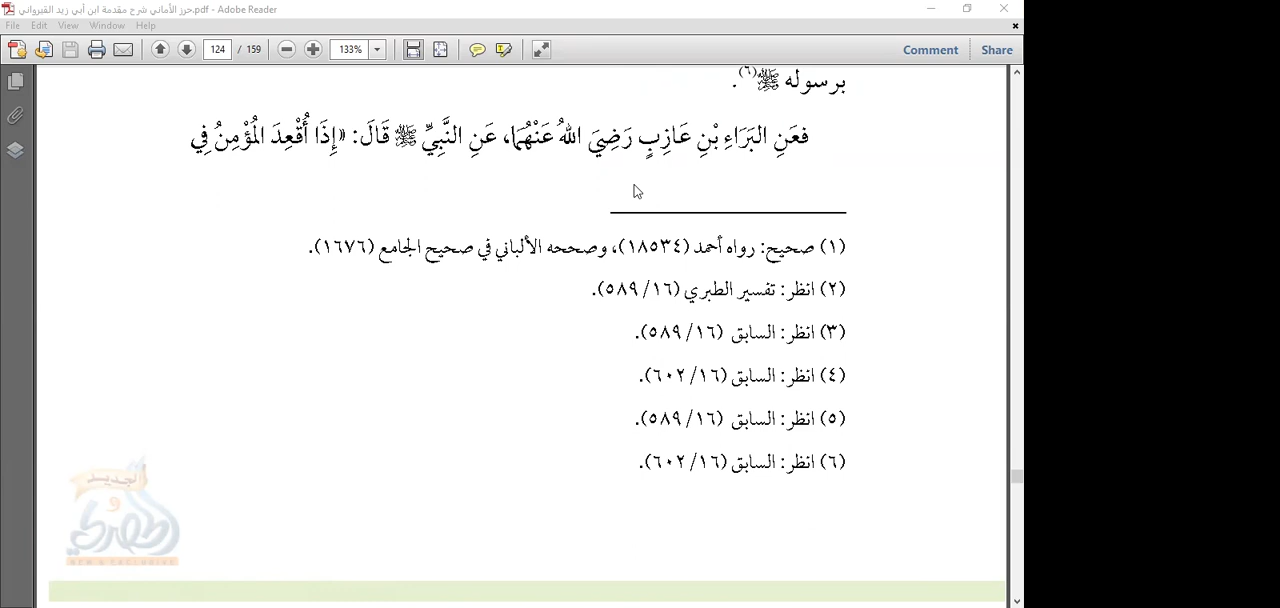 حرز الأماني شرح مقدمة ابن أبي زيد القيرواني.pdf - Adobe Reader
File Edit View Window Help
124 / 159 133% Comment Share
برسوله ﷺ(٦).
فعَنِ البَرَاءِ بْنِ عَازِبٍ رَضِيَ اللهُ عَنْهُمَا، عَنِ النَّبِيِّ ﷺ قَالَ: «إِذَا أُقْعِدَ المُؤْمِنُ فِي
(١) صحيح: رواه أحمد (١٨٥٣٤)، وصححه الألباني في صحيح الجامع (١٦٧٦).
(٢) انظر: تفسير الطبري (١٦/ ٥٨٩).
(٣) انظر: السابق (١٦/ ٥٨٩).
(٤) انظر: السابق (١٦/ ٦٠٢).
(٥) انظر: السابق (١٦/ ٥٨٩).
(٦) انظر: السابق (١٦/ ٦٠٢).
الجديد
و
الحصري
NEW & EXCLUSIVE